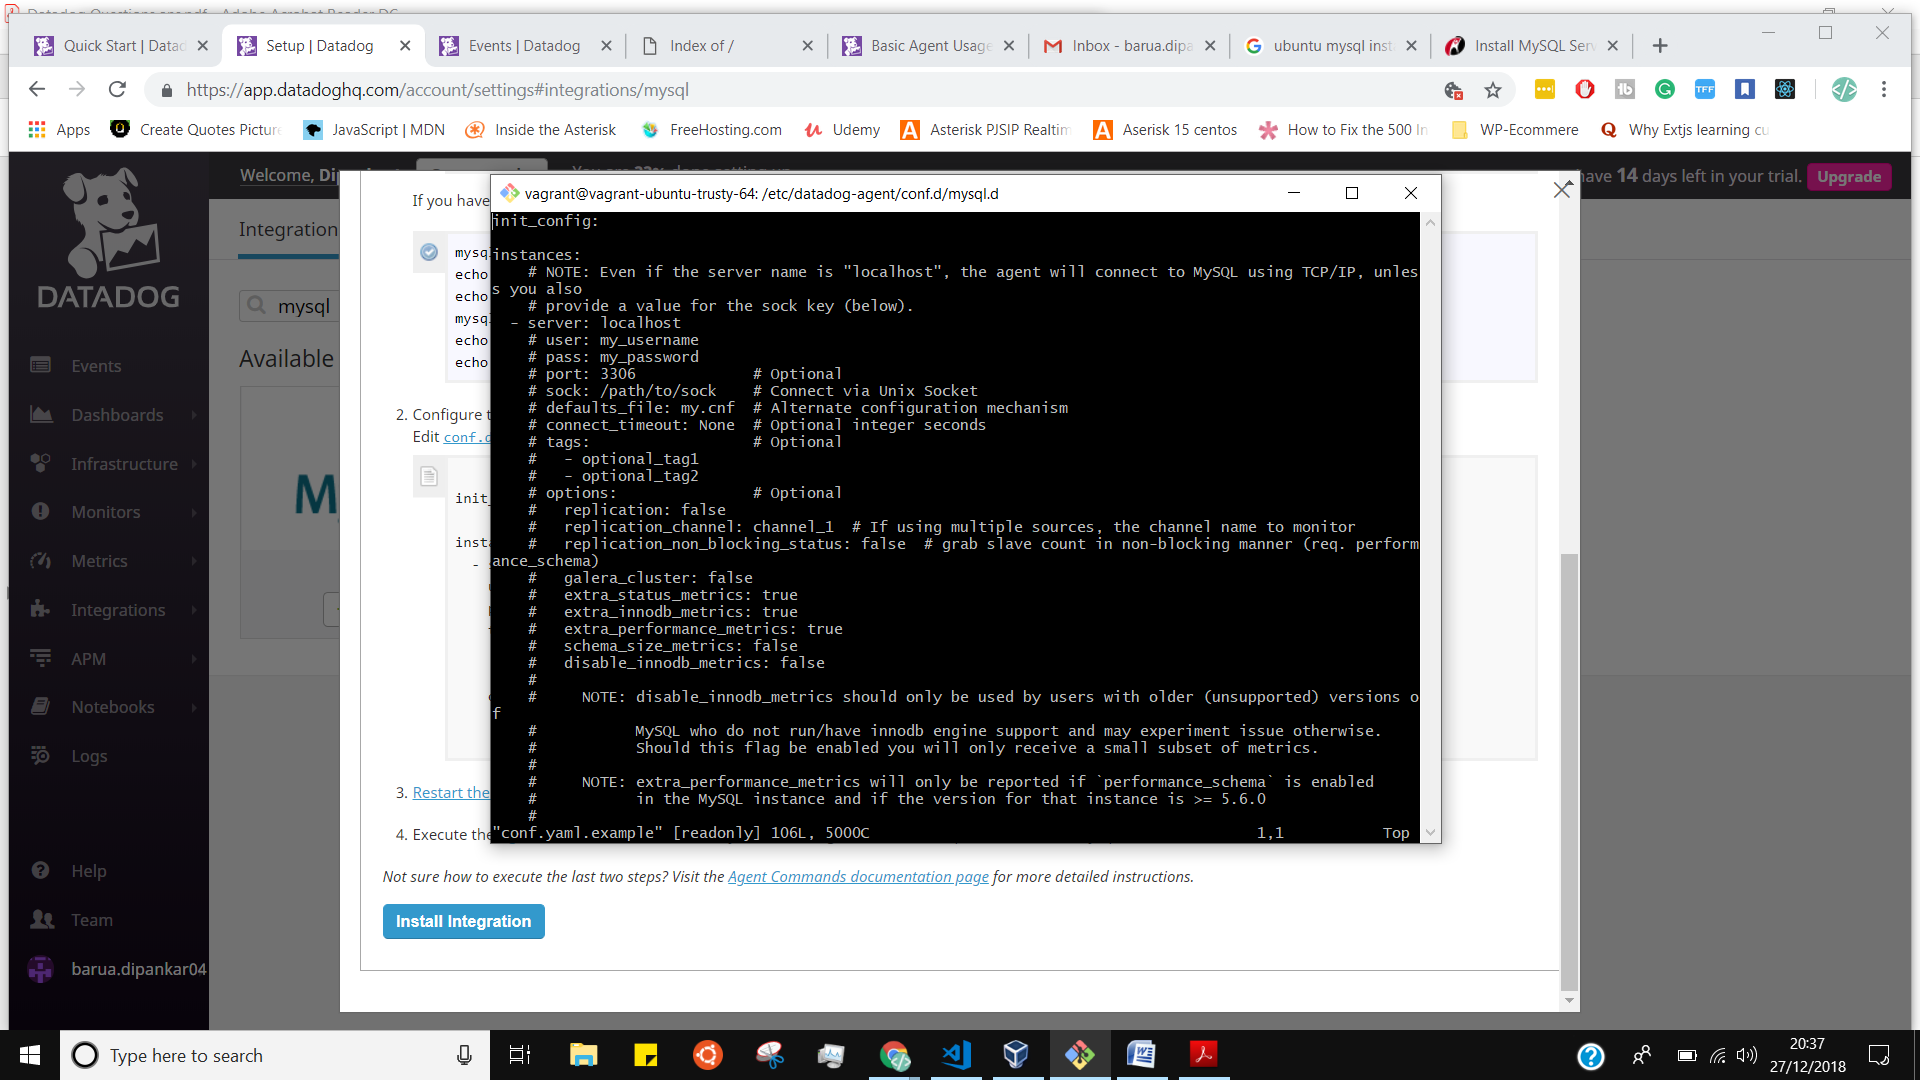 Quick Start | Datad
Setup | Datadog
Events | Datadog
Index of /
Basic Agent Usage
Inbox - barua.dipa
ubuntu mysql inst
Install MySQL Serv
https://app.datadoghq.com/account/settings#integrations/mysql
Apps
Create Quotes Picture
JavaScript | MDN
Inside the Asterisk
FreeHosting.com
Udemy
Asterisk PJSIP Realtim
Aserisk 15 centos
How to Fix the 500 In
WP-Ecommere
Why Extjs learning cu
Welcome, Dip
have 14 days left in your trial.
Upgrade
DATADOG
Events
Dashboards
Infrastructure
Monitors
Metrics
Integrations
APM
Notebooks
Logs
Help
Team
barua.dipankar04
Integration
mysql
Available
If you have
mysq
echo
echo
mysq
echo
echo
2. Configure t
Edit conf.d
init_
insta
3. Restart the
4. Execute the
Not sure how to execute the last two steps? Visit the Agent Commands documentation page for more detailed instructions.
Install Integration
vagrant@vagrant-ubuntu-trusty-64: /etc/datadog-agent/conf.d/mysql.d
init_config:
instances:
# NOTE: Even if the server name is "localhost", the agent will connect to MySQL using TCP/IP, unles
s you also
# provide a value for the sock key (below).
- server: localhost
# user: my_username
# pass: my_password
# port: 3306 # Optional
# sock: /path/to/sock # Connect via Unix Socket
# defaults_file: my.cnf # Alternate configuration mechanism
# connect_timeout: None # Optional integer seconds
# tags: # Optional
# - optional_tag1
# - optional_tag2
# options: # Optional
# replication: false
# replication_channel: channel_1 # If using multiple sources, the channel name to monitor
# replication_non_blocking_status: false # grab slave count in non-blocking manner (req. perform
ance_schema)
# galera_cluster: false
# extra_status_metrics: true
# extra_innodb_metrics: true
# extra_performance_metrics: true
# schema_size_metrics: false
# disable_innodb_metrics: false
#
# NOTE: disable_innodb_metrics should only be used by users with older (unsupported) versions o
f
# MySQL who do not run/have innodb engine support and may experiment issue otherwise.
# Should this flag be enabled you will only receive a small subset of metrics.
#
# NOTE: extra_performance_metrics will only be reported if `performance_schema` is enabled
# in the MySQL instance and if the version for that instance is >= 5.6.0
#
"conf.yaml.example" [readonly] 106L, 5000C 1,1 Top
Type here to search
20:37
27/12/2018